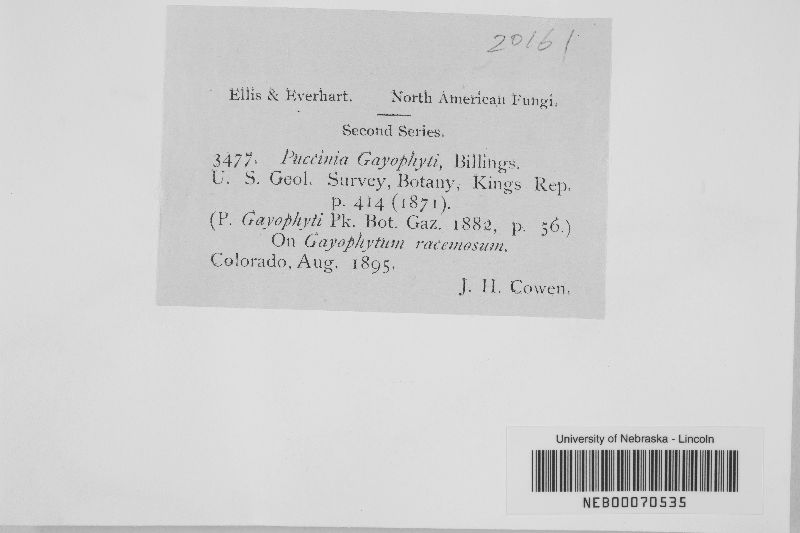 20161
Ellis & Everhart. North American Fungi.
Second Series.
3477. Puccinia Gayophyti, Billings.
U. S. Geol. Survey, Botany, Kings Rep.
p. 414 (1871).
(P. Gayophyti Pk. Bot. Gaz. 1882, p. 56.)
On Gayophytum racemosum.
Colorado, Aug. 1895.
J. H. Cowen.
University of Nebraska - Lincoln
NEB00070535